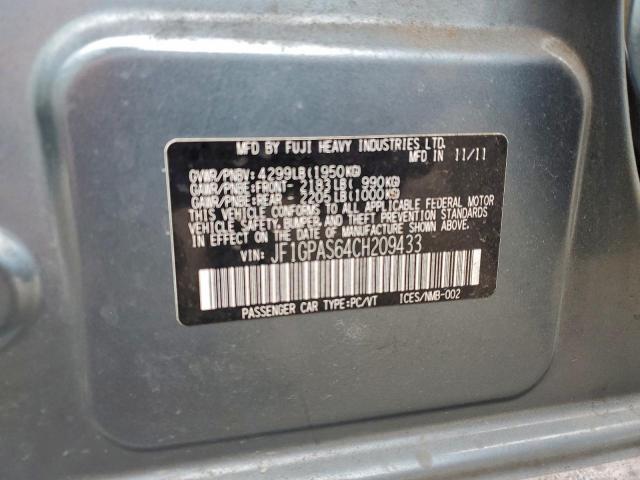 MFD BY FUJI HEAVY INDUSTRIES LTD.
MFD IN 11/11
GVWR/PNBV: 4299LB(1950KG)
GAWR/PNBE:FRONT- 2183LB( 990KG)
GAWR/PNBE:REAR - 2205LB(1000KG)
THIS VEHICLE CONFORMS TO ALL APPLICABLE FEDERAL MOTOR
VEHICLE SAFETY, BUMPER, AND THEFT PREVENTION STANDARDS
IN EFFECT ON THE DATE OF MANUFACTURE SHOWN ABOVE.
VIN: JF1GPAS64CH209433
PASSENGER CAR TYPE:PC/VT ICES/NMB-002